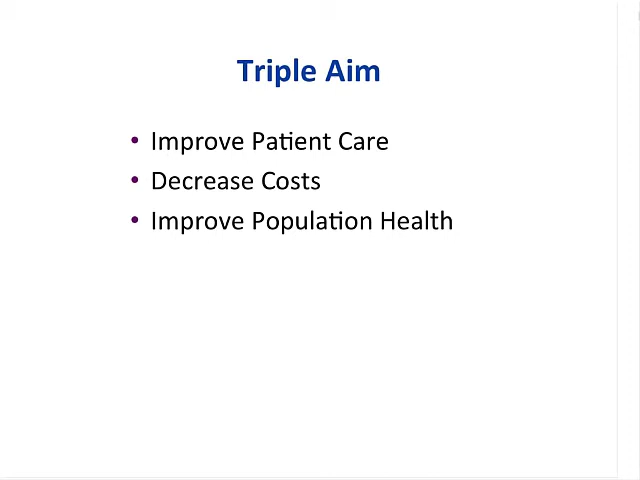 Triple Aim
• Improve Patient Care
• Decrease Costs
• Improve Population Health